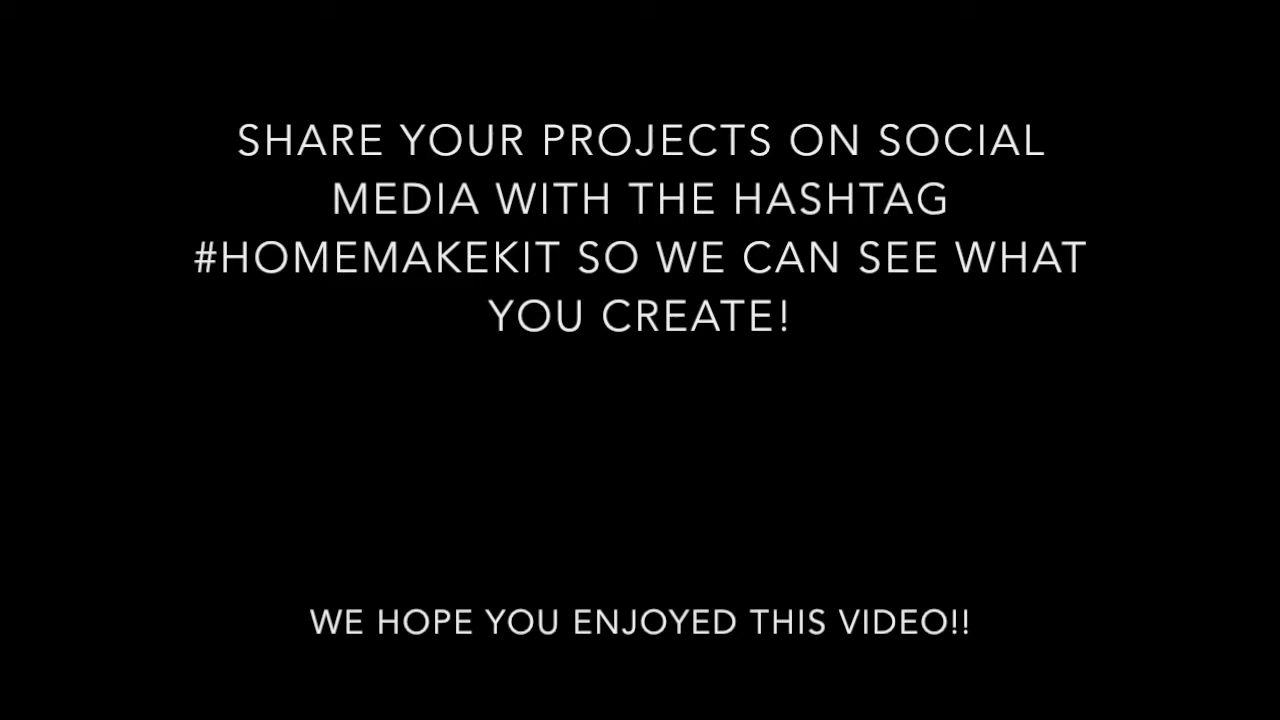 SHARE YOUR PROJECTS ON SOCIAL
MEDIA WITH THE HASHTAG
#HOMEMAKEKIT SO WE CAN SEE WHAT
YOU CREATE!
WE HOPE YOU ENJOYED THIS VIDEO!!